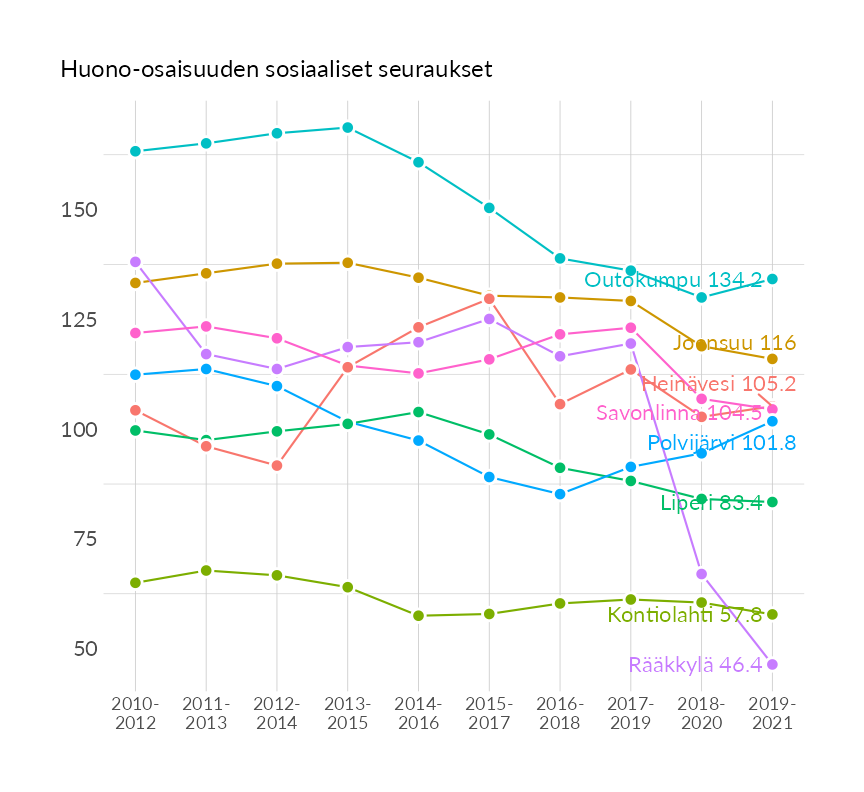 Huono-osaisuuden sosiaaliset seuraukset
150
125
100
75
50
Outokumpu 134.2
Joensuu 116
Heinävesi 105.2
Savonlinna 104.5
Polvijärvi 101.8
Liperi 83.4
Kontiolahti 57.8
Rääkkylä 46.4
2010-
2012
2011-
2013
2012-
2014
2013-
2015
2014-
2016
2015-
2017
2016-
2018
2017-
2019
2018-
2020
2019-
2021